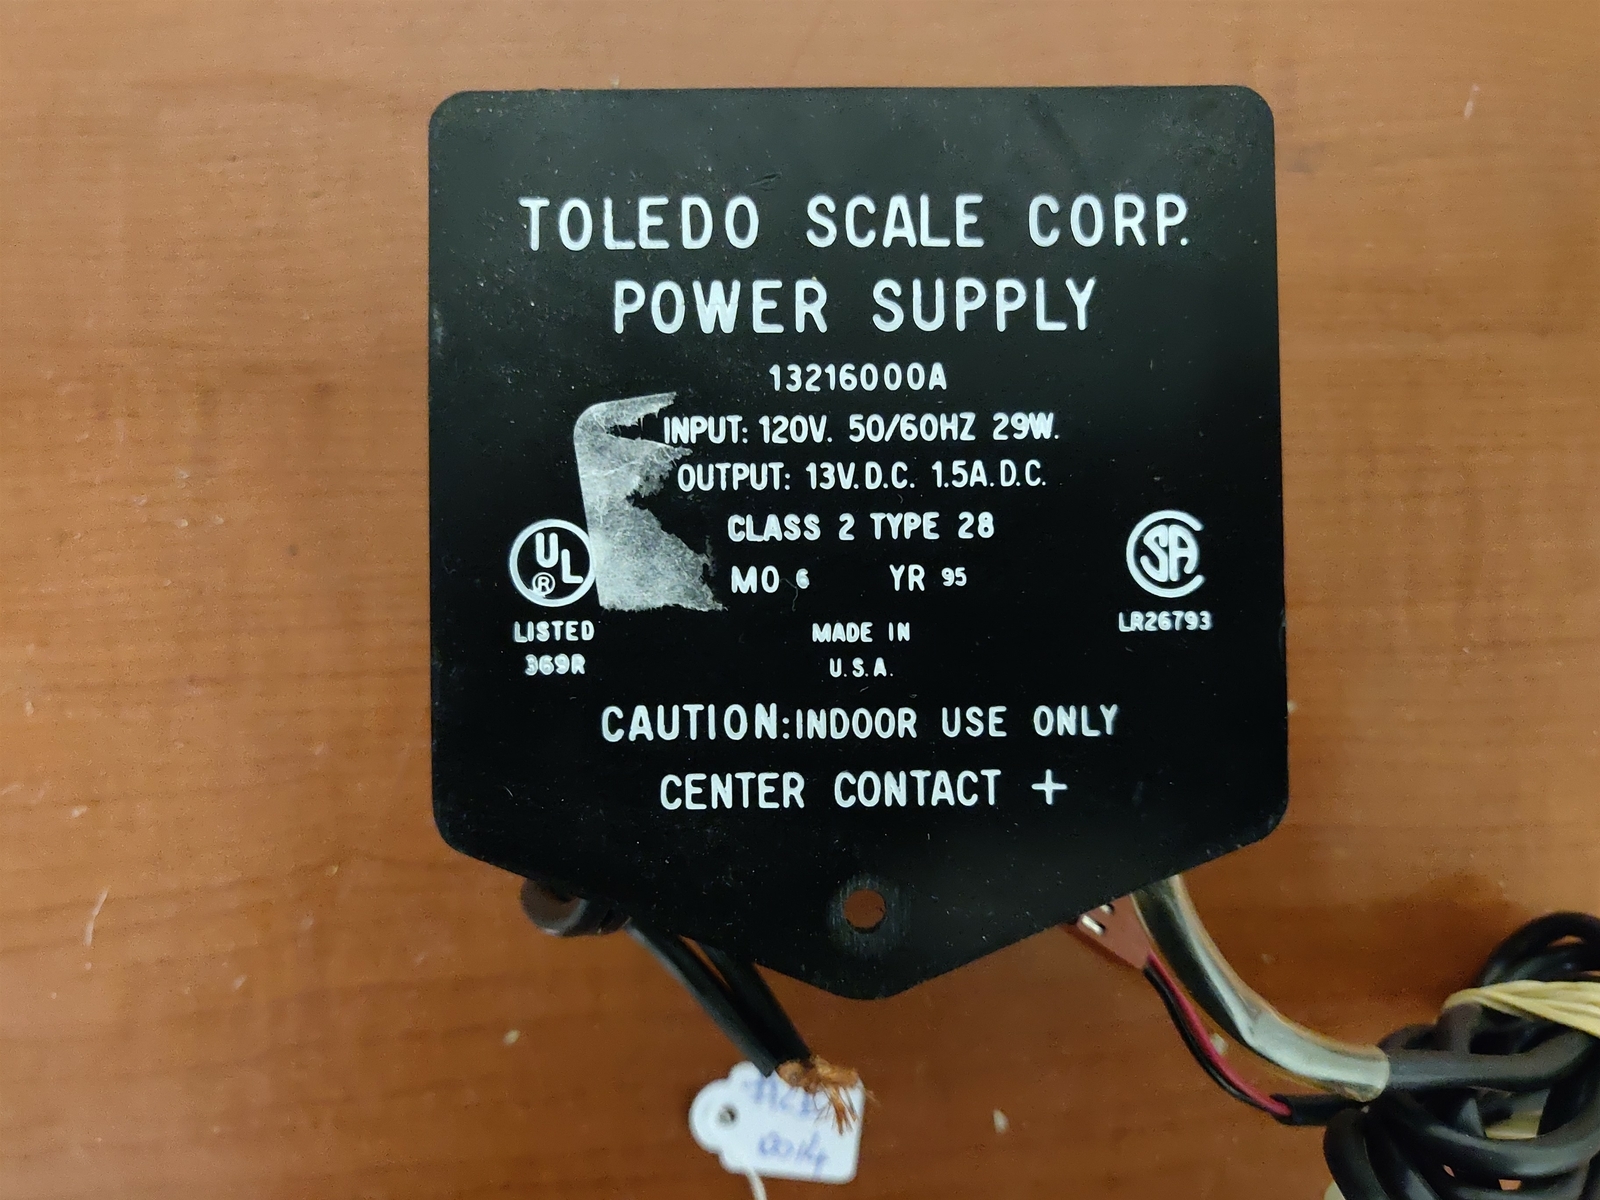 TOLEDO SCALE CORP.
POWER SUPPLY
13216000A
INPUT: 120V. 50/60HZ 29W.
OUTPUT: 13V.D.C. 1.5A.D.C.
CLASS 2 TYPE 28
MO 6 YR 95
UL
®
LISTED
369R
SA
LR26793
MADE IN
U.S.A.
CAUTION: INDOOR USE ONLY
CENTER CONTACT +